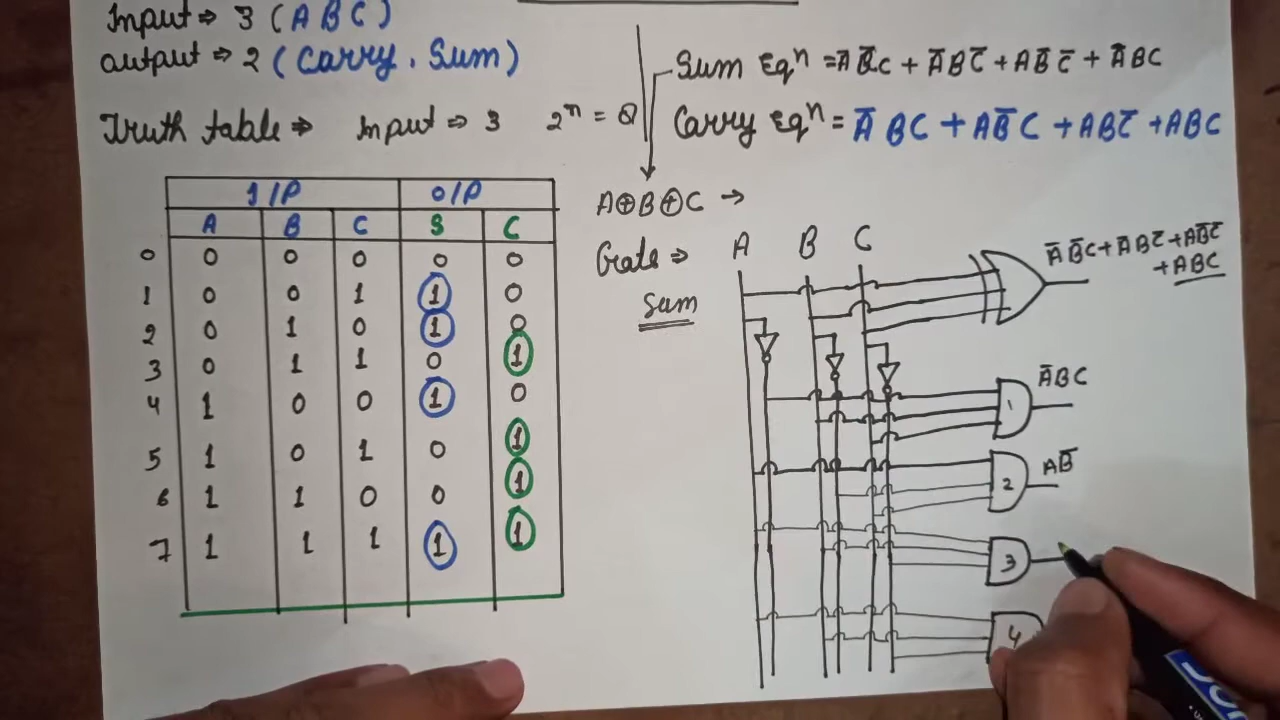 Input ⇒ 3 (A B C)
output ⇒ 2 (Carry, Sum)
Truth table ⇒ Input ⇒ 3 2ⁿ = 8
Sum Eqⁿ = A̅ B̅C + A̅BC̅ + AB̅ C̅ + A̅BC
Carry Eqⁿ = A̅ BC + AB̅C + ABC̅ + ABC
I/P O/P
A B C S C
0 0 0 0 0 0
1 0 0 1 1 0
2 0 1 0 1 0
3 0 1 1 0 1
4 1 0 0 1 0
5 1 0 1 0 1
6 1 1 0 0 1
7 1 1 1 1 1
A⊕B⊕C →
Gate ⇒
Sum
A B C
A̅B̅C + A̅BC̅ + AB̅C̅
+ ABC
1
A̅BC
2
AB̅
3
4